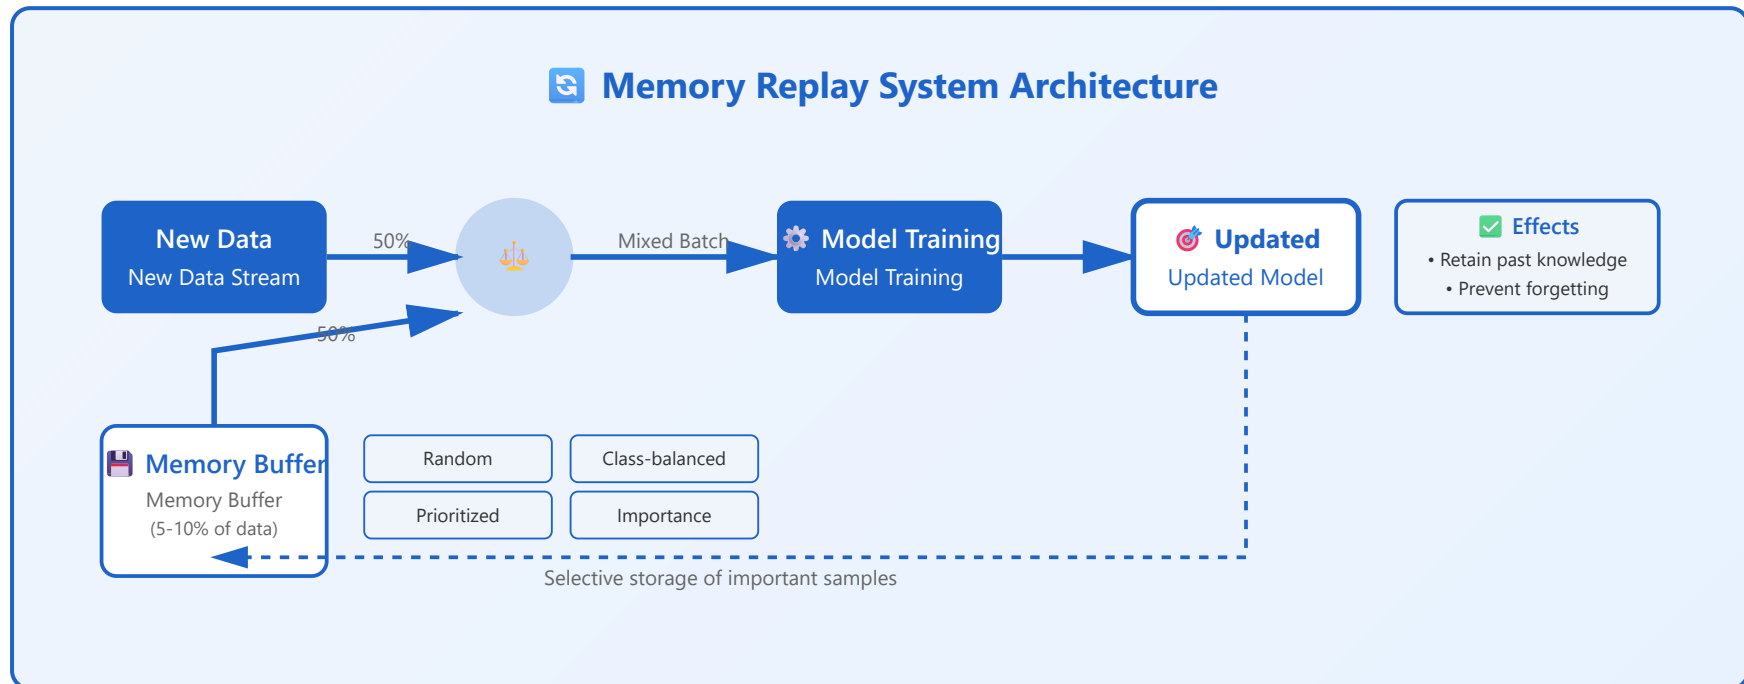 Memory Replay System Architecture
New Data
New Data Stream
50%
Mixed Batch
Model Training
Model Training
Updated
Updated Model
Effects
• Retain past knowledge
• Prevent forgetting
50%
Memory Buffer
Memory Buffer
(5-10% of data)
Random
Class-balanced
Prioritized
Importance
Selective storage of important samples